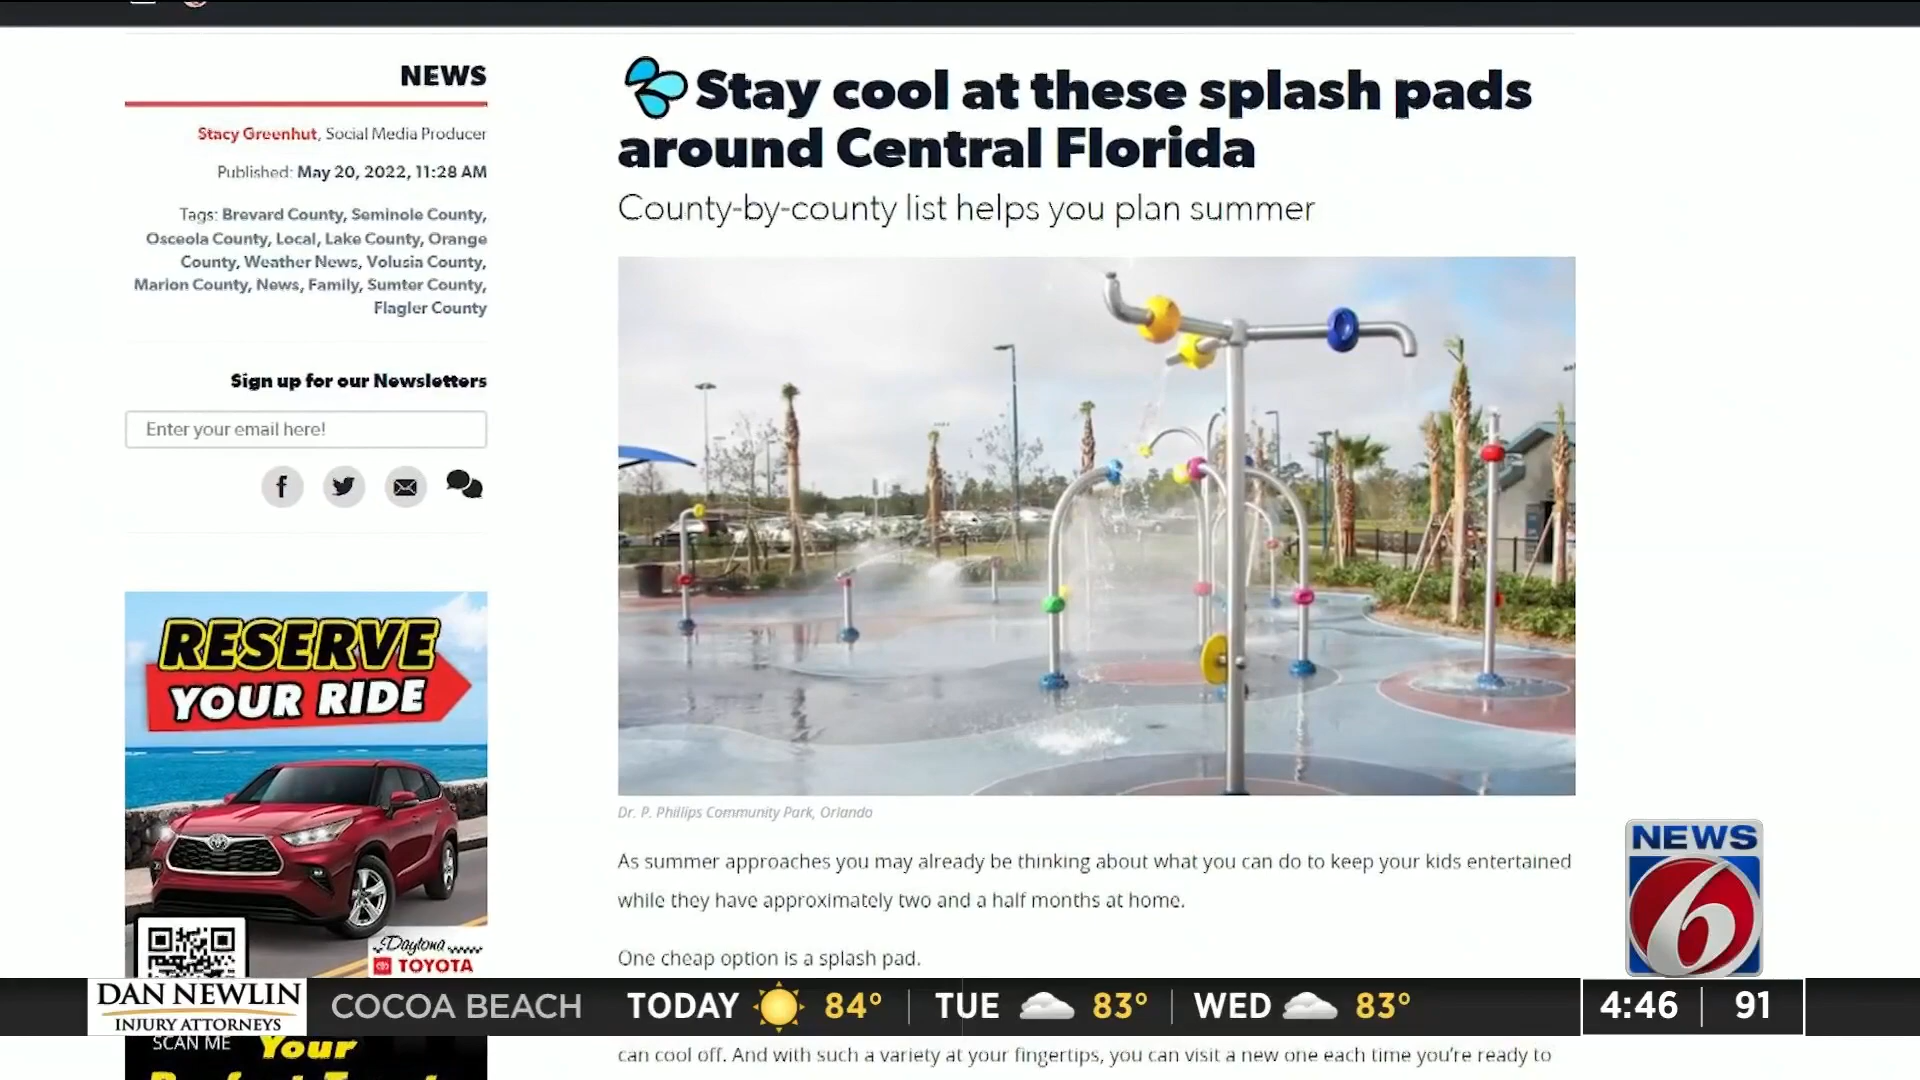 NEWS
Stacy Greenhut, Social Media Producer
Published: May 20, 2022, 11:28 AM
Tags: Brevard County, Seminole County,
Osceola County, Local, Lake County, Orange
County, Weather News, Volusia County,
Marion County, News, Family, Sumter County,
Flagler County
Sign up for our Newsletters
Enter your email here!
RESERVE
YOUR RIDE
Daytona
TOYOTA
SCAN ME
Your
Stay cool at these splash pads
around Central Florida
County-by-county list helps you plan summer
Dr. P. Phillips Community Park, Orlando
As summer approaches you may already be thinking about what you can do to keep your kids entertained
while they have approximately two and a half months at home.
One cheap option is a splash pad.
can cool off. And with such a variety at your fingertips, you can visit a new one each time you're ready to
NEWS
6
DAN NEWLIN
INJURY ATTORNEYS
COCOA BEACH
TODAY 84° TUE 83° WED 83°
4:46 91